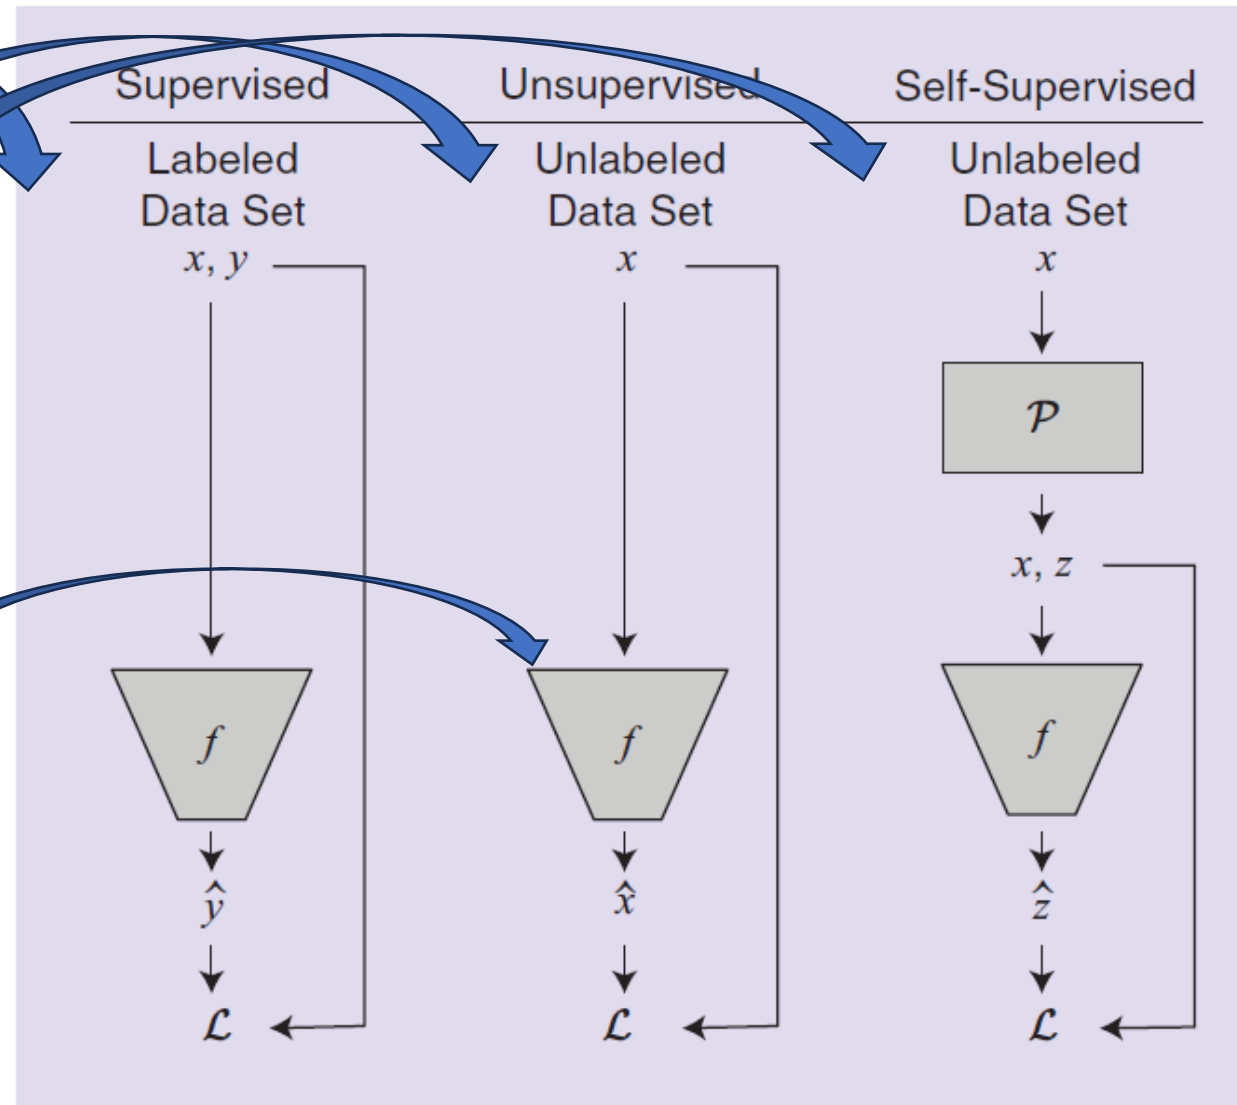 Supervised
Unsupervised
Self-Supervised
Labeled
Data Set
x, y
Unlabeled
Data Set
x
Unlabeled
Data Set
x
𝒫
x, z
f
f
f
ŷ
x̂
ẑ
ℒ
ℒ
ℒ